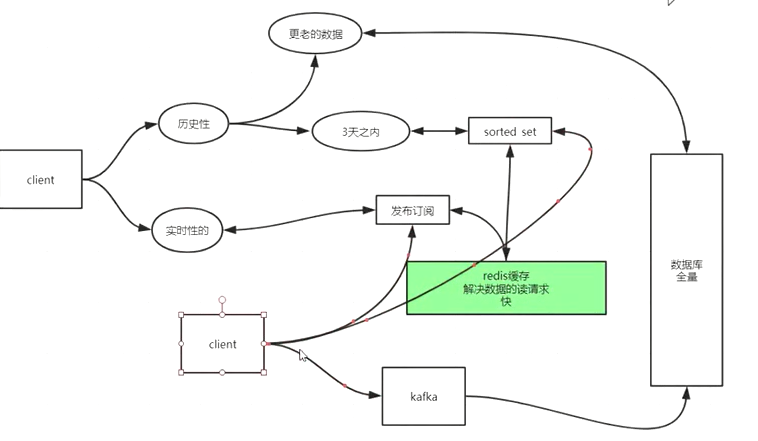 更老的数据
历史性
3天之内
sorted set
client
发布订阅
实时性的
redis缓存
解决数据的读请求
快
数据库
全量
client
kafka